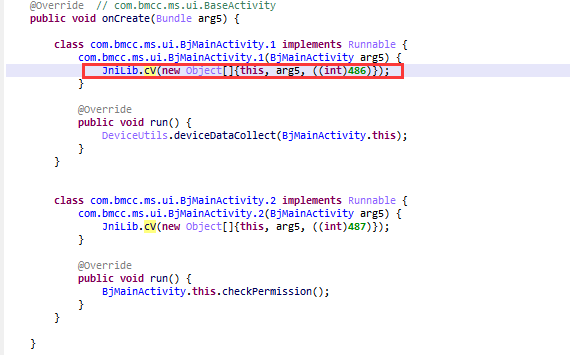 @Override  // com.bmcc.ms.ui.BaseActivity
public void onCreate(Bundle arg5) {
class com.bmcc.ms.ui.BjMainActivity.1 implements Runnable {
com.bmcc.ms.ui.BjMainActivity.1(BjMainActivity arg5) {
JniLib.cV(new Object[]{this, arg5, ((int)486)});
}
@Override
public void run() {
DeviceUtils.deviceDataCollect(BjMainActivity.this);
}
}
class com.bmcc.ms.ui.BjMainActivity.2 implements Runnable {
com.bmcc.ms.ui.BjMainActivity.2(BjMainActivity arg5) {
JniLib.cV(new Object[]{this, arg5, ((int)487)});
}
@Override
public void run() {
BjMainActivity.this.checkPermission();
}
}
}